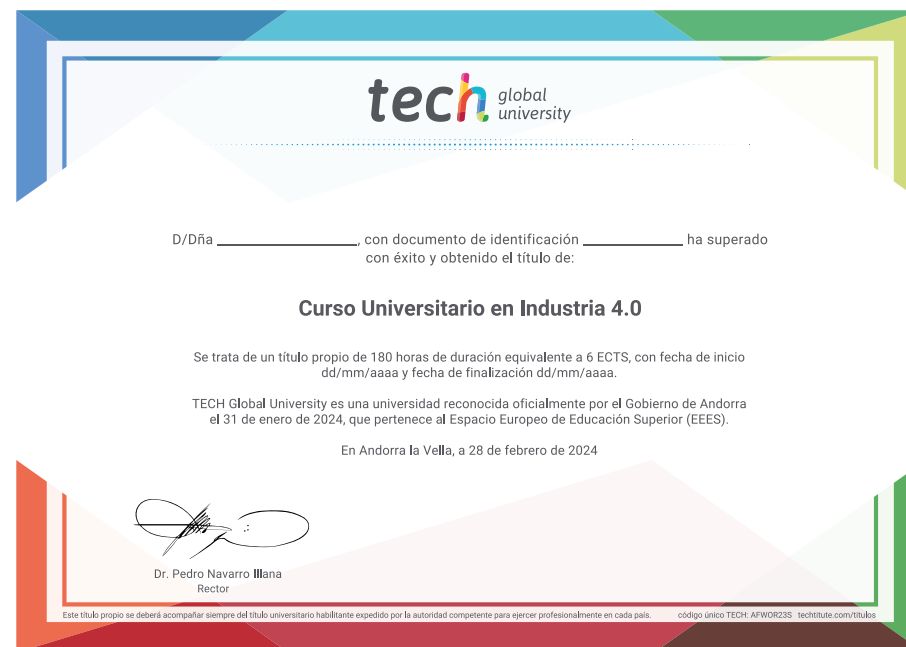 tech global university
D/Dña ____________________, con documento de identificación ______________ ha superado
con éxito y obtenido el título de:
Curso Universitario en Industria 4.0
Se trata de un título propio de 180 horas de duración equivalente a 6 ECTS, con fecha de inicio
dd/mm/aaaa y fecha de finalización dd/mm/aaaa.
TECH Global University es una universidad reconocida oficialmente por el Gobierno de Andorra
el 31 de enero de 2024, que pertenece al Espacio Europeo de Educación Superior (EEES).
En Andorra la Vella, a 28 de febrero de 2024
Dr. Pedro Navarro Illana
Rector
Este título propio se deberá acompañar siempre del título universitario habilitante expedido por la autoridad competente para ejercer profesionalmente en cada país. código único TECH: AFWOR23S techtitute.com/titulos